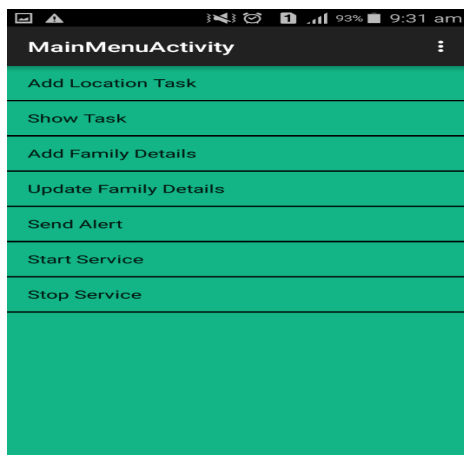 1 93% 9:31 am
MainMenuActivity
Add Location Task
Show Task
Add Family Details
Update Family Details
Send Alert
Start Service
Stop Service